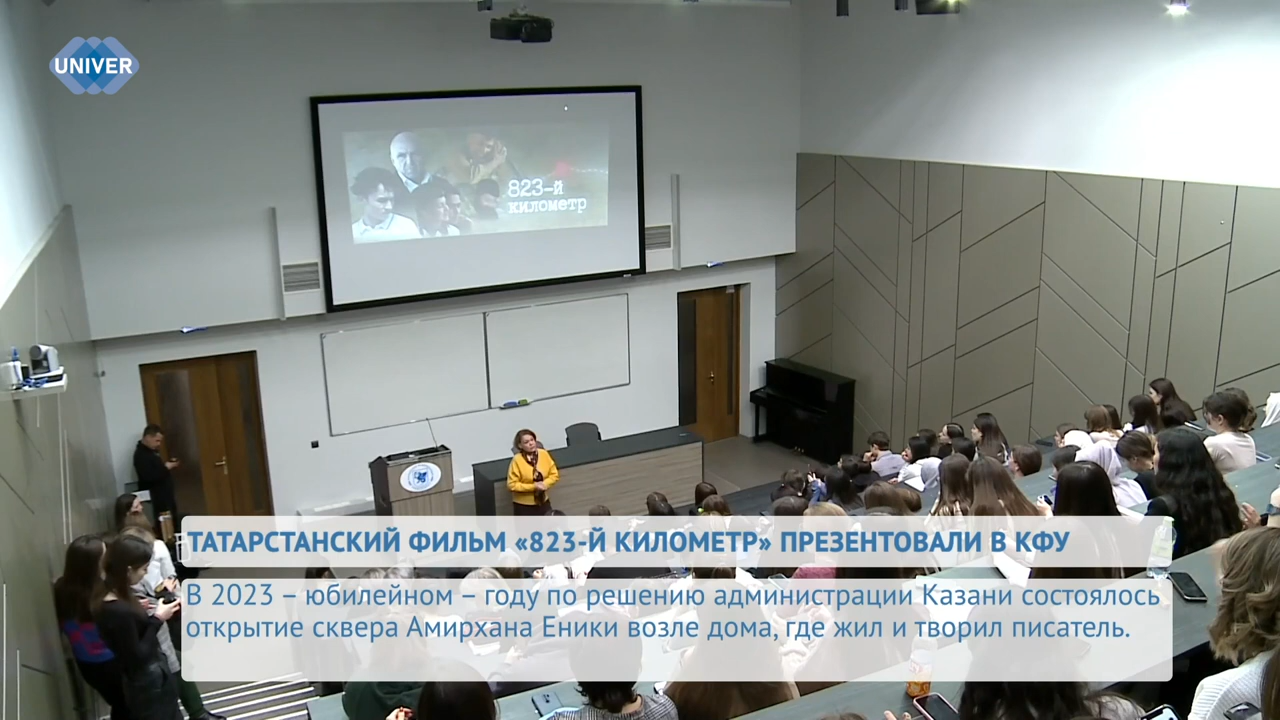 UNIVER
823-й
километр
ТАТАРСТАНСКИЙ ФИЛЬМ «823-Й КИЛОМЕТР» ПРЕЗЕНТОВАЛИ В КФУ
В 2023 – юбилейном – году по решению администрации Казани состоялось
открытие сквера Амирхана Еники возле дома, где жил и творил писатель.